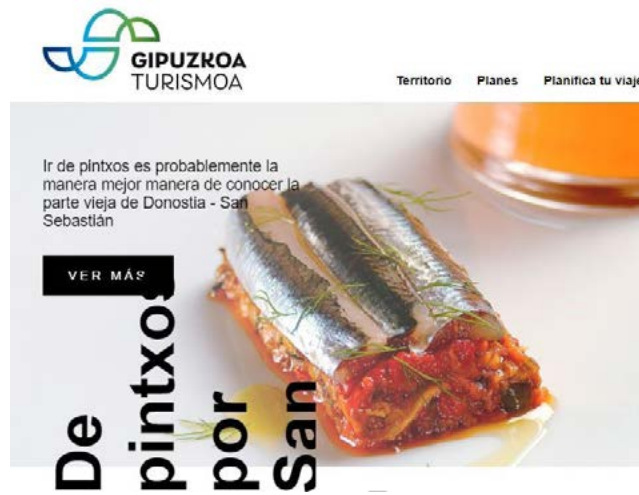 GIPUZKOA
TURISMOA
Territorio Planes Planifica tu viaje
Ir de pintxos es probablemente la
manera mejor manera de conocer la
parte vieja de Donostia - San
Sebastián
VER MÁS
De
pintxos
por
San